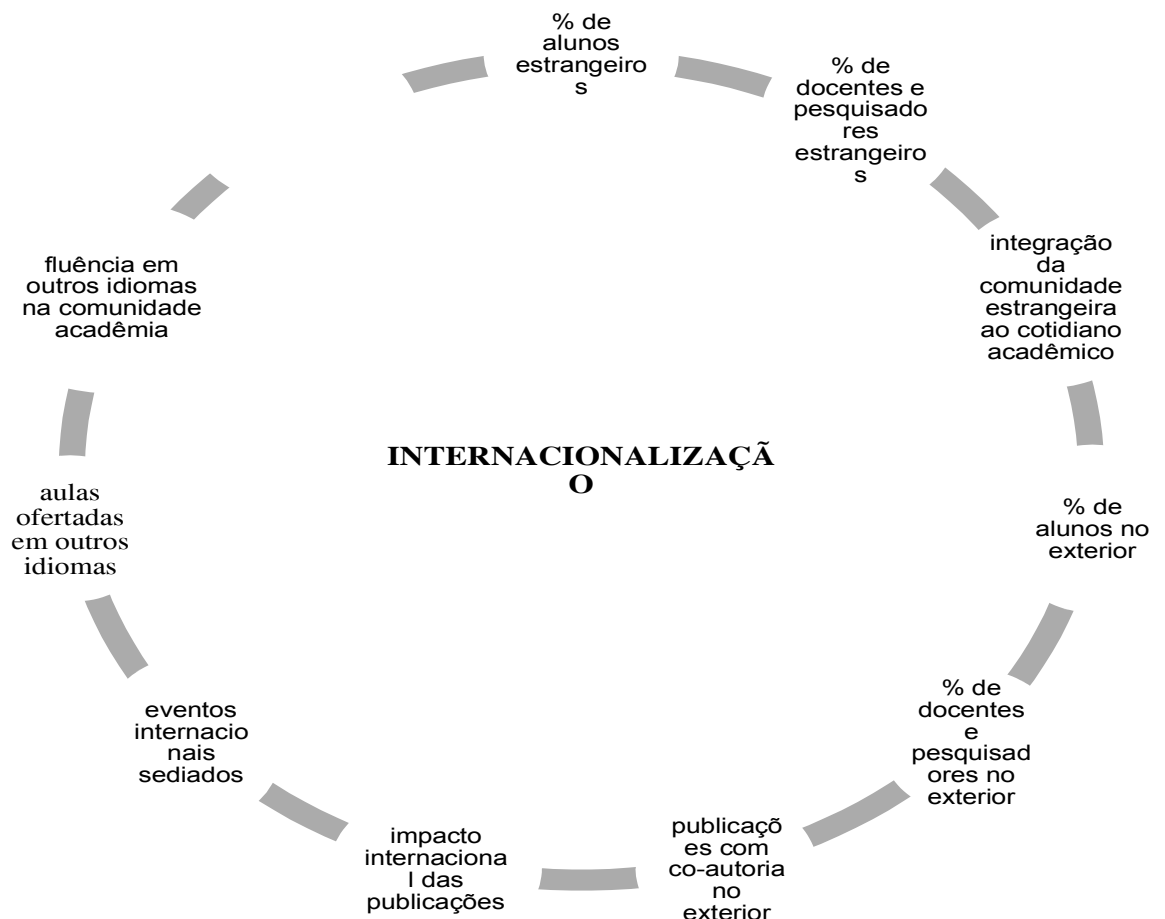 % de
alunos
estrangeiro
s
% de
docentes e
pesquisado
res
estrangeiro
s
integração
da
comunidade
estrangeira
ao cotidiano
acadêmico
% de
alunos no
exterior
% de
docentes
e
pesquisad
ores no
exterior
publicaçõ
es com
co-autoria
no
exterior
impacto
internaciona
l das
publicações
eventos
internacio
nais
sediados
aulas
ofertadas
em outros
idiomas
fluência em
outros idiomas
na comunidade
acadêmia
INTERNACIONALIZAÇÃ
O